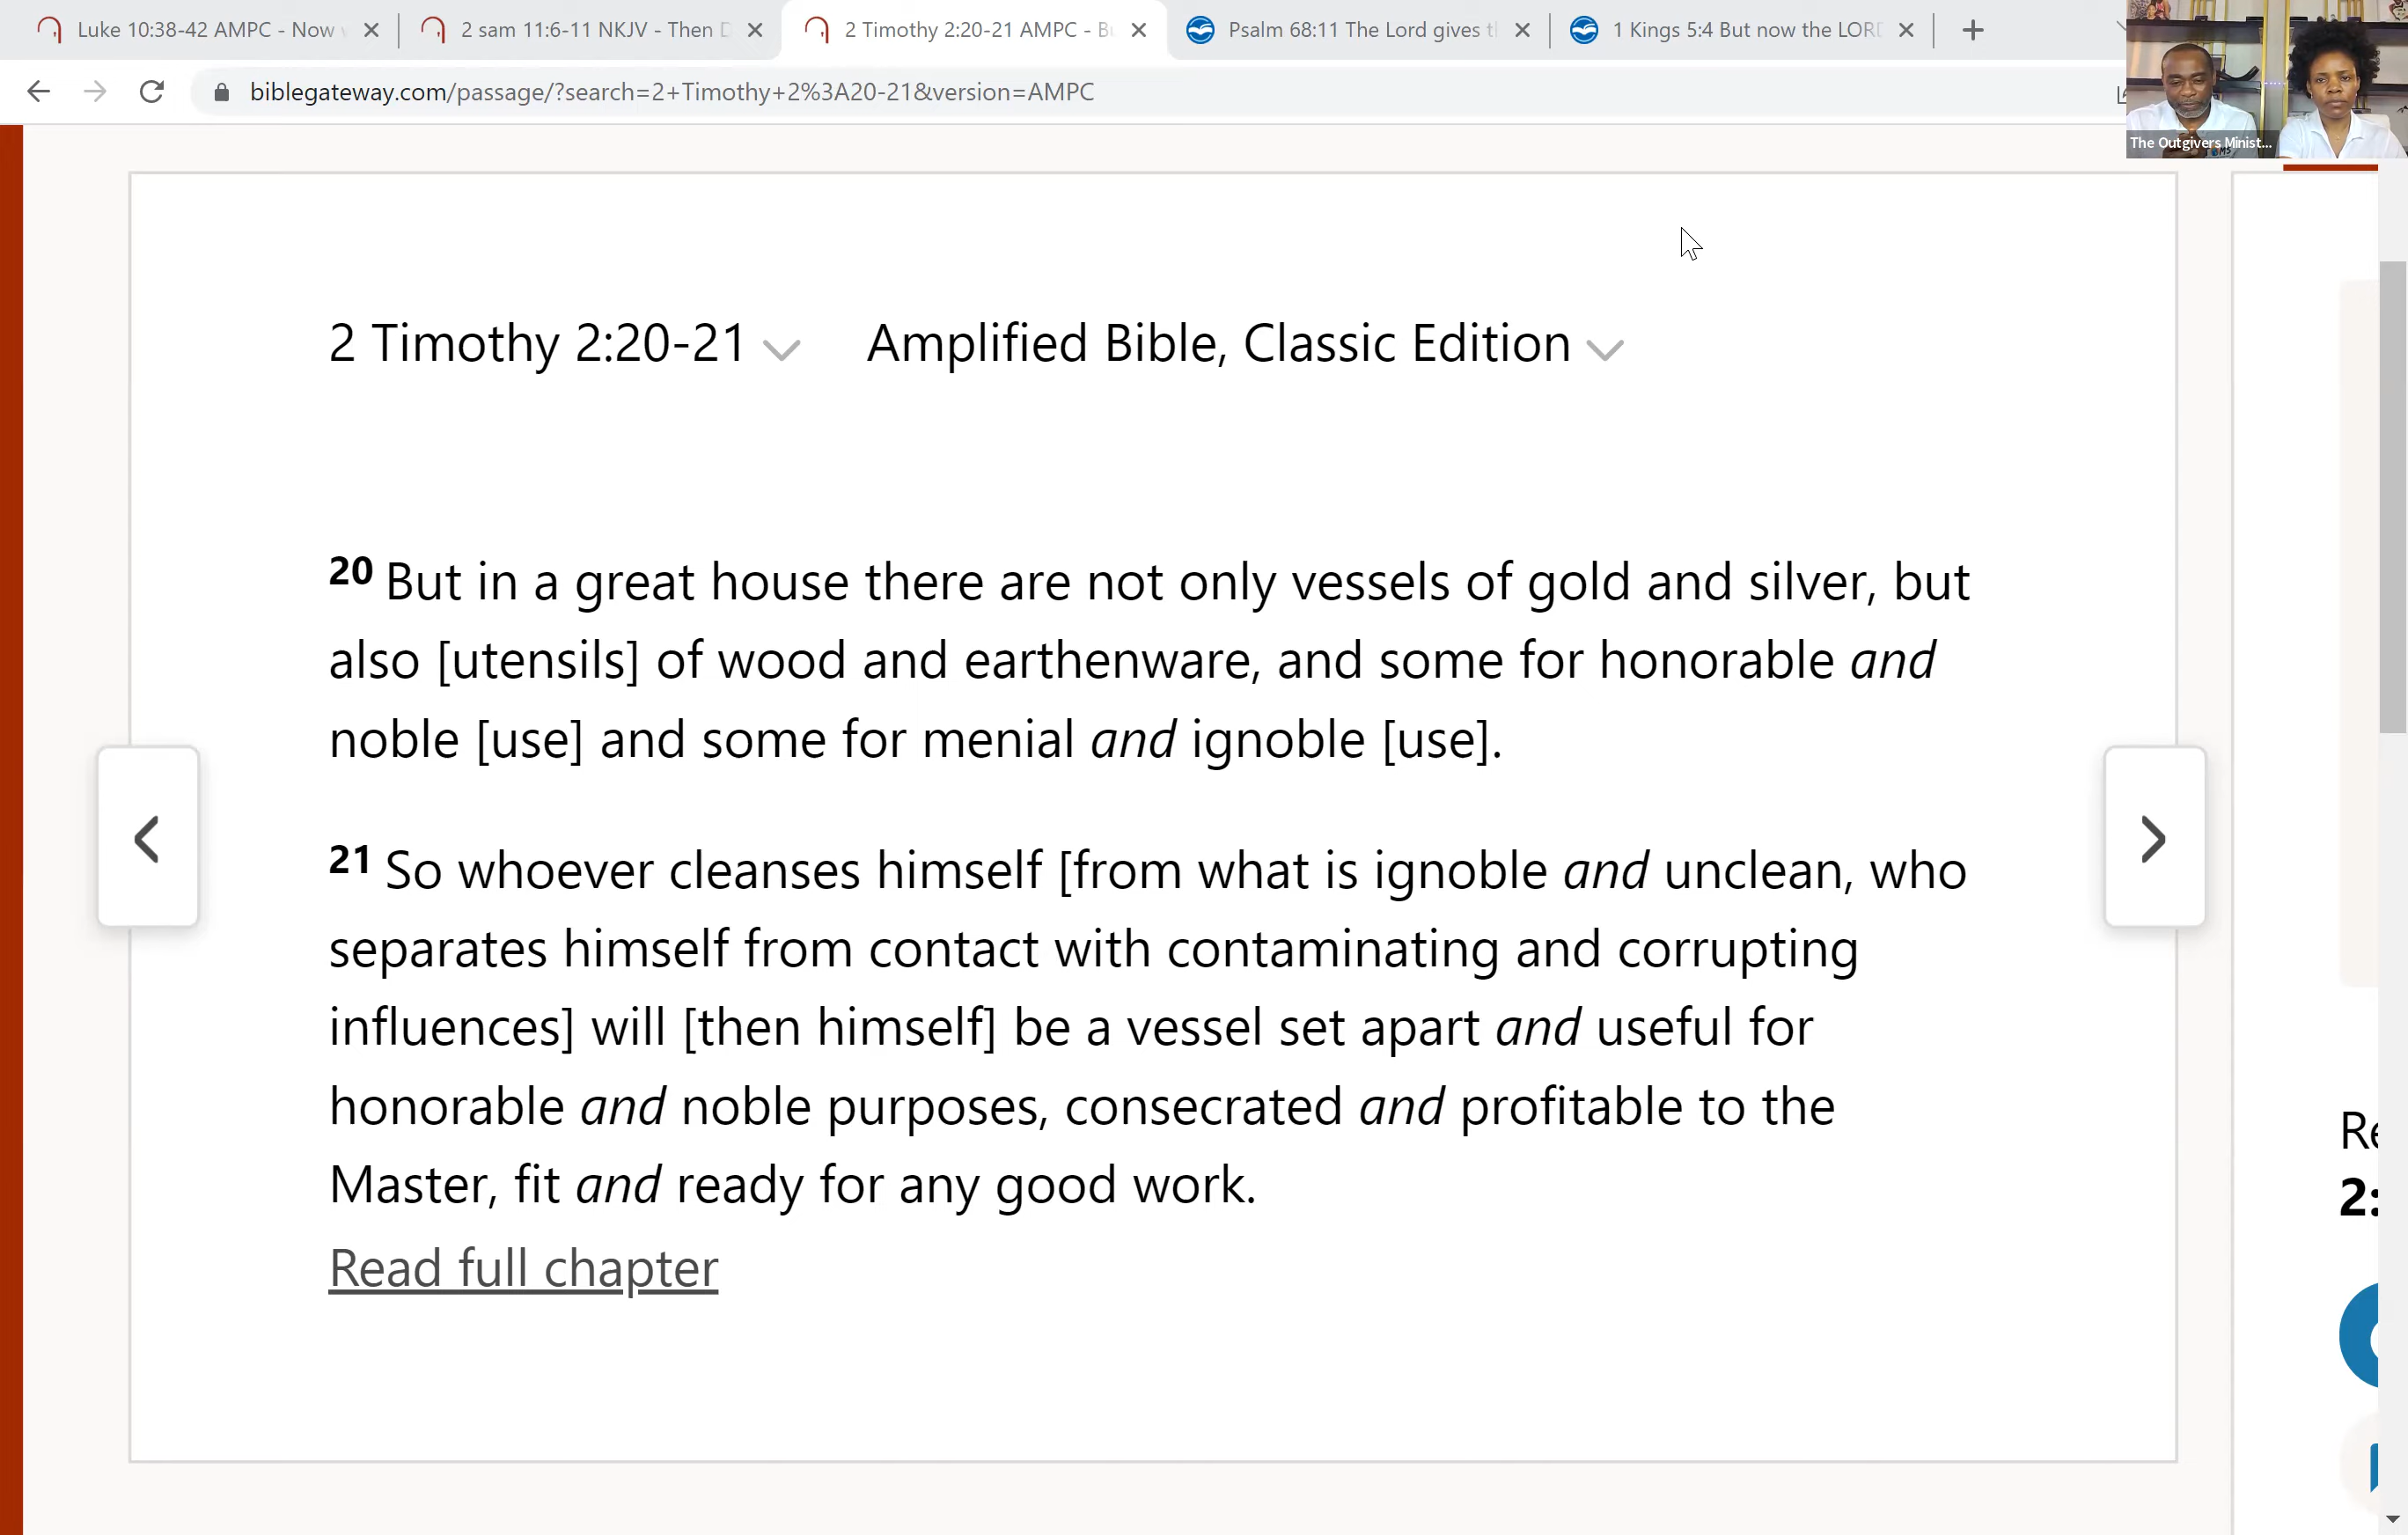 Luke 10:38-42 AMPC - Now
2 sam 11:6-11 NKJV - Then D
2 Timothy 2:20-21 AMPC - Bu
Psalm 68:11 The Lord gives th
1 Kings 5:4 But now the LORD
biblegateway.com/passage/?search=2+Timothy+2%3A20-21&version=AMPC
The Outgivers Minist...
2 Timothy 2:20-21 Amplified Bible, Classic Edition
20 But in a great house there are not only vessels of gold and silver, but
also [utensils] of wood and earthenware, and some for honorable and
noble [use] and some for menial and ignoble [use].
21 So whoever cleanses himself [from what is ignoble and unclean, who
separates himself from contact with contaminating and corrupting
influences] will [then himself] be a vessel set apart and useful for
honorable and noble purposes, consecrated and profitable to the
Master, fit and ready for any good work.
Read full chapter
2: